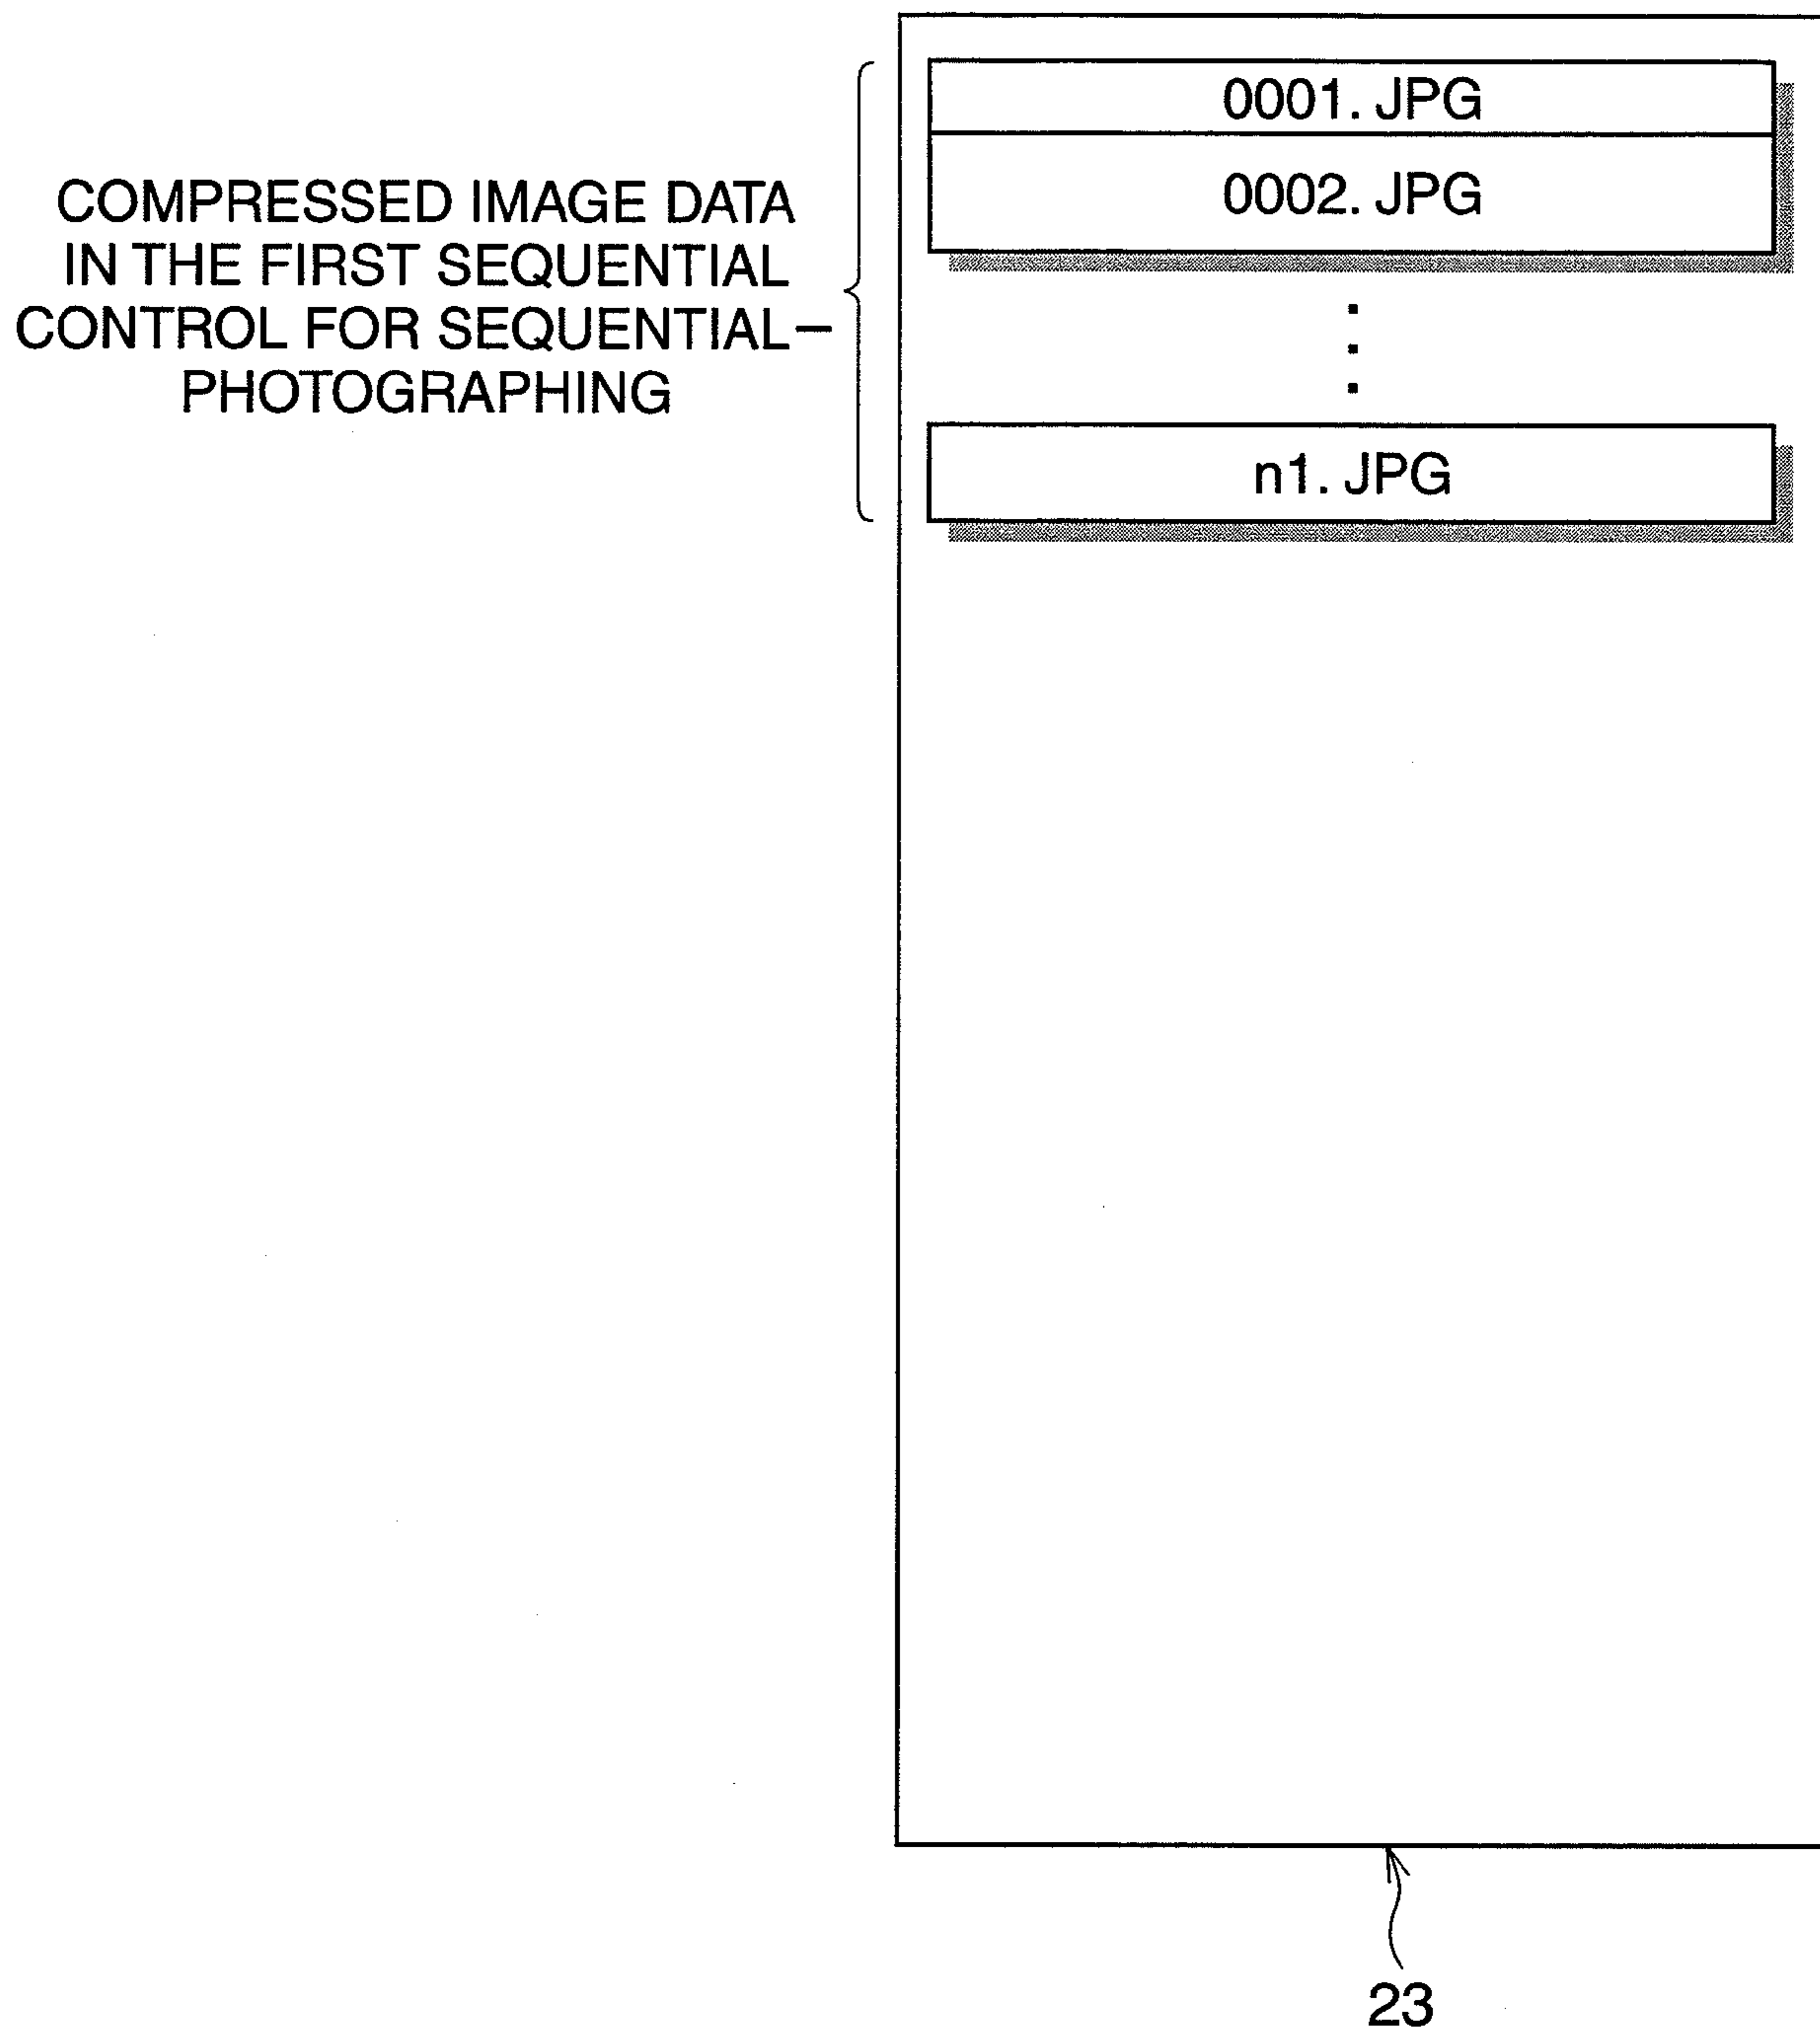 COMPRESSED IMAGE DATA
IN THE FIRST SEQUENTIAL
CONTROL FOR SEQUENTIAL-
PHOTOGRAPHING
0001. JPG
0002. JPG
n1. JPG
23